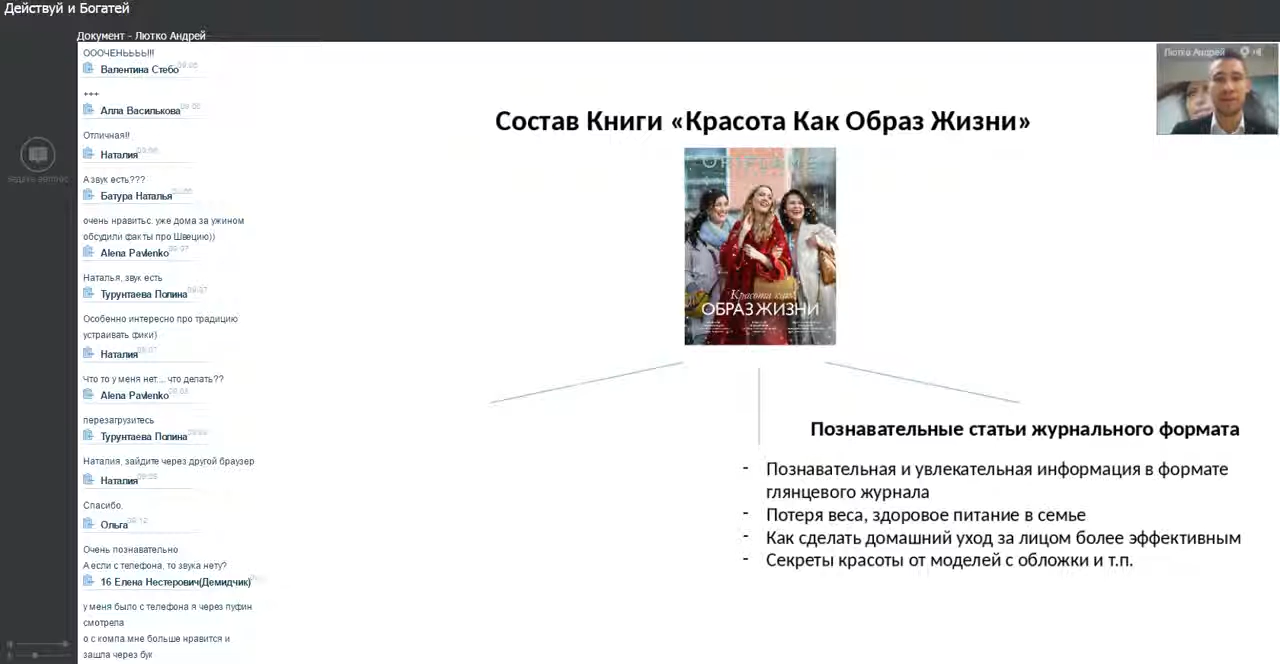 Действуй и Богатей
Документ - Лютко Андрей
ОООЧЕНЬЬЬЬ!!!
Валентина Стебо
+++
Алла Василькова
Отличная!!
Наталия
А звук есть???
Батура Наталья
очень нравитьс. уже дома за ужином
обсудили факты про Швецию))
Alena Pavlenko
Наталья, звук есть
Турунтаева Полина
Особенно интересно про традицию
устраивать фики)
Наталия
Что то у меня нет.... что делать??
Alena Pavlenko
перезагрузитесь
Турунтаева Полина
Наталия, зайдите через другой браузер
Наталия
Спасибо,
Ольга
Очень познавательно
А если с телефона, то звука нету?
16 Елена Нестерович(Демидчик)
у меня было с телефона я через пуфин
смотрела
о с компа мне больше нравится и
зашла через бук
задать вопрос
Лютко Андрей
Состав Книги «Красота Как Образ Жизни»
ORIFLAME
Красота как
ОБРАЗ ЖИЗНИ
Познавательные статьи журнального формата
- Познавательная и увлекательная информация в формате
глянцевого журнала
- Потеря веса, здоровое питание в семье
- Как сделать домашний уход за лицом более эффективным
- Секреты красоты от моделей с обложки и т.п.